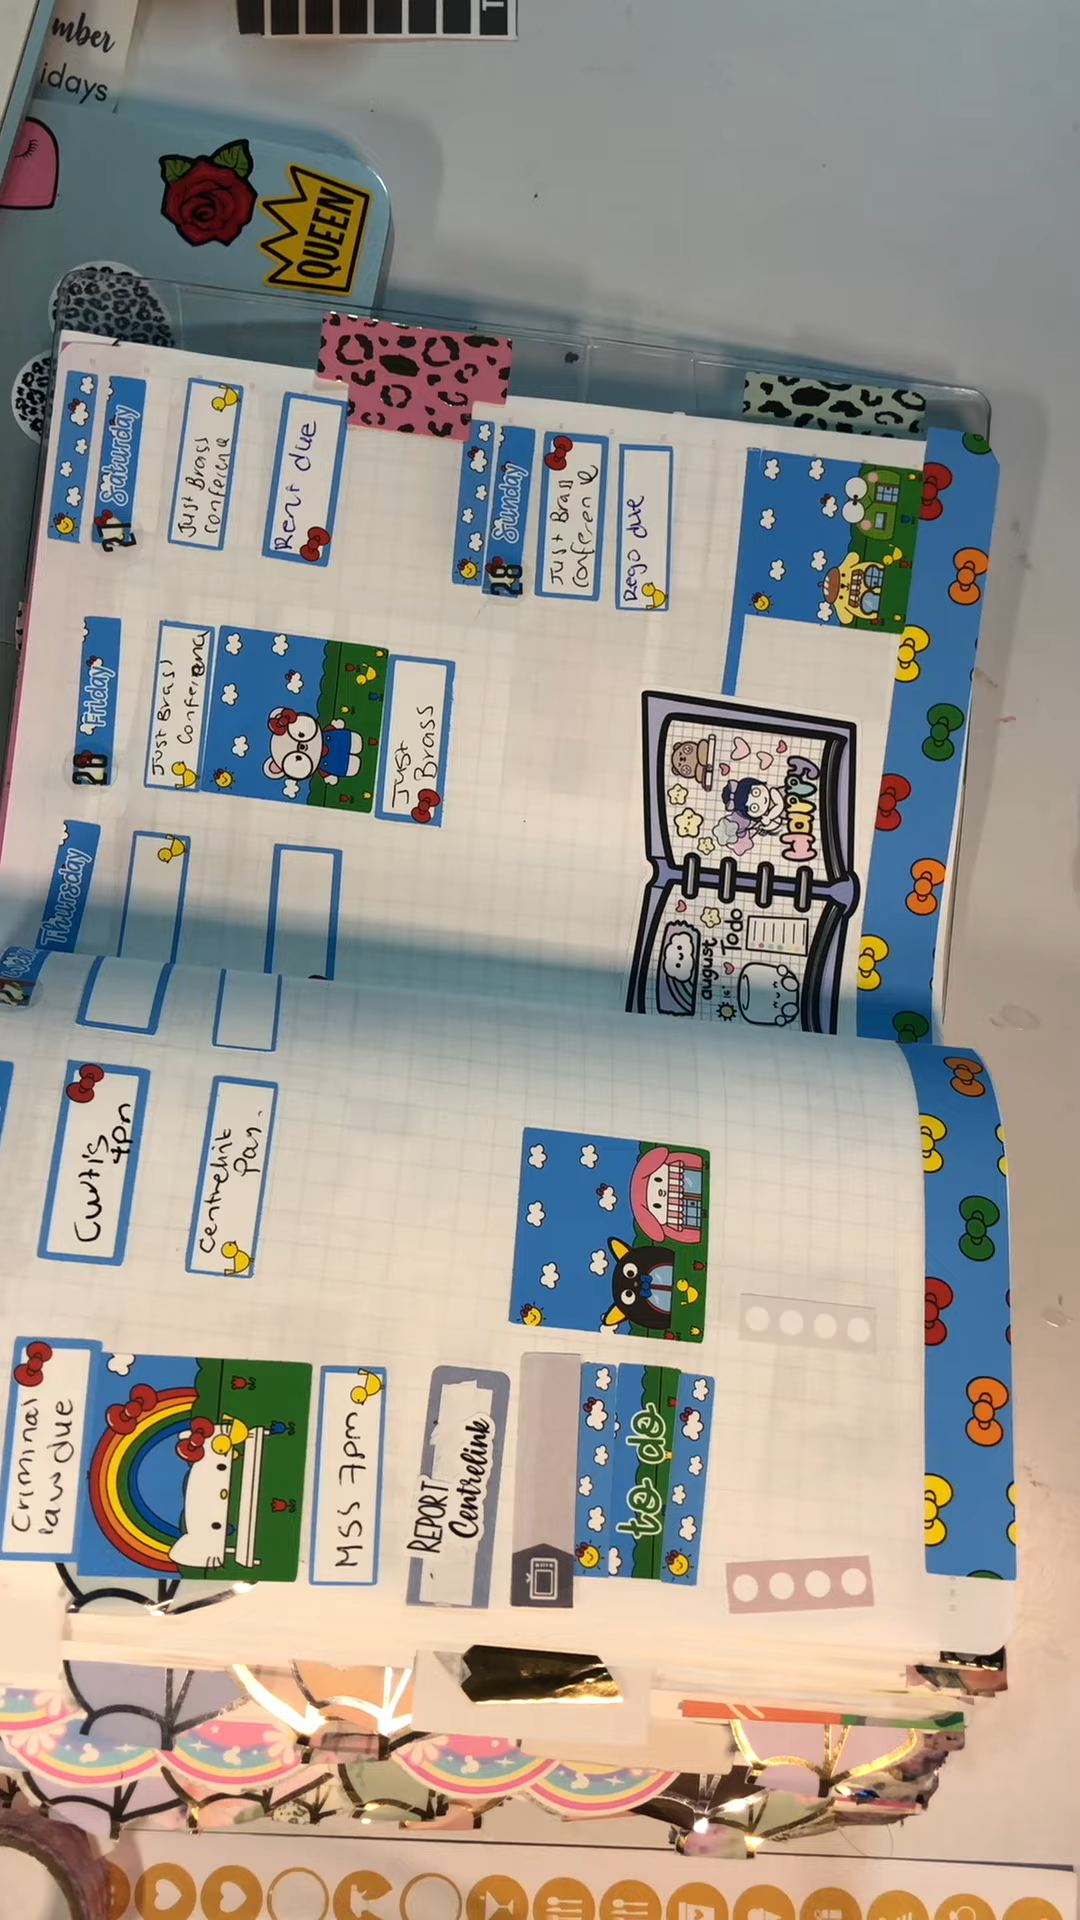 mber
idays
QUEEN
Criminal
law due
MSS 7pm
REPORT
Centrelink
to do
Curtis
4pm
Centrelink
Pay.
Thursday
26
Friday
Just Brass
Conference
Just
Brass
27
Saturday
Just Brass
Conference
Rent due
28
Sunday
Just Brass
Conference
Rego due
august
Todo
Happy